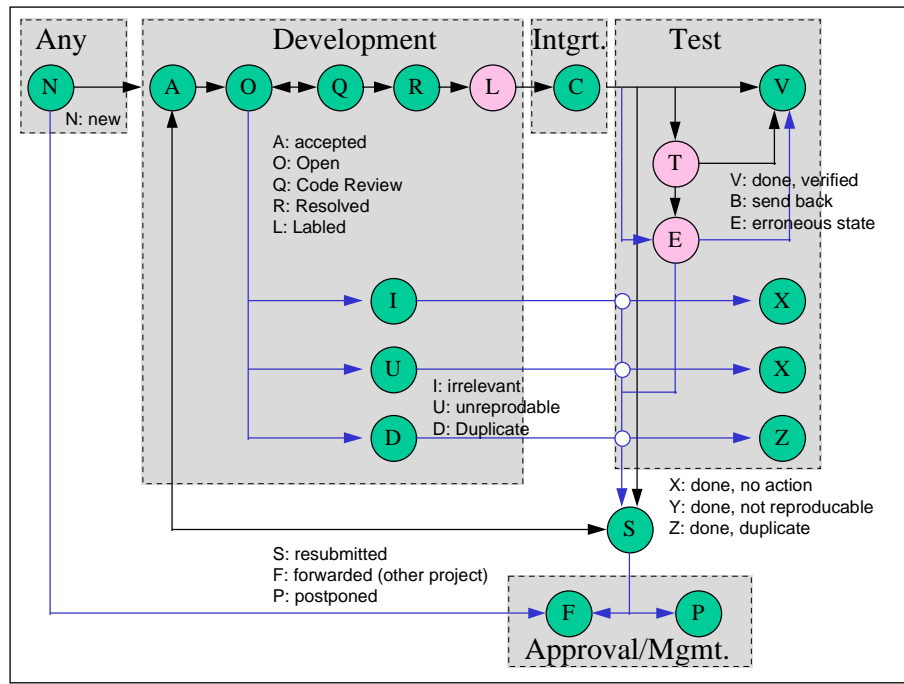 Any
Development
Intgrt.
Test
N
A
O
Q
R
L
C
V
N: new
A: accepted
O: Open
Q: Code Review
R: Resolved
L: Labled
T
V: done, verified
B: send back
E: erroneous state
E
I
X
U
X
I: irrelevant
U: unreprodable
D: Duplicate
D
Z
X: done, no action
Y: done, not reproducable
Z: done, duplicate
S
S: resubmitted
F: forwarded (other project)
P: postponed
F
P
Approval/Mgmt.